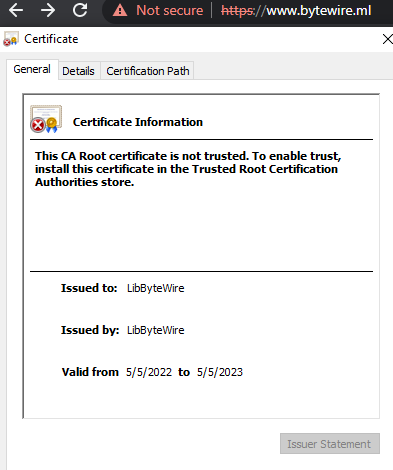 Not secure | https://www.bytewire.ml
Certificate
General Details Certification Path
Certificate Information
This CA Root certificate is not trusted. To enable trust,
install this certificate in the Trusted Root Certification
Authorities store.
Issued to: LibByteWire
Issued by: LibByteWire
Valid from 5/5/2022 to 5/5/2023
Issuer Statement